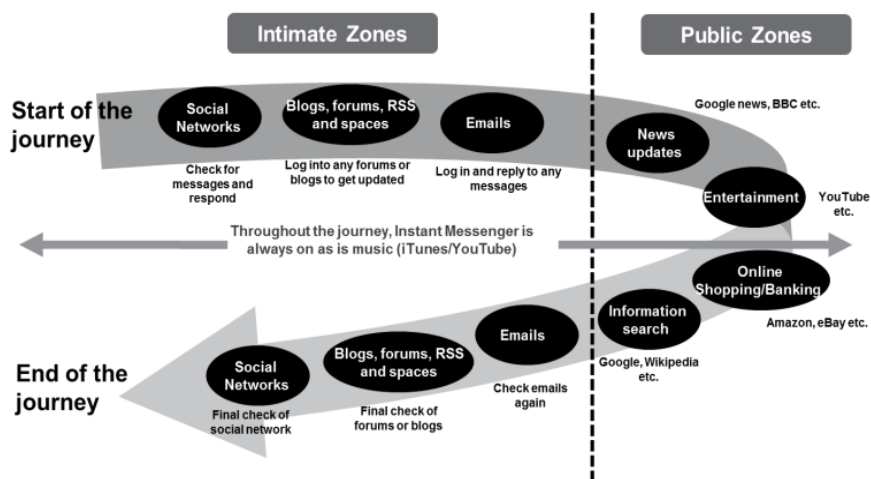 Intimate Zones
Public Zones
Start of the
journey
Social
Networks
Check for
messages and
respond
Blogs, forums, RSS
and spaces
Log into any forums or
blogs to get updated
Emails
Log in and reply to any
messages
News
updates
Google news, BBC etc.
Entertainment
YouTube
etc.
Throughout the journey, Instant Messenger is
always on as is music (iTunes/YouTube)
Online
Shopping/Banking
Amazon, eBay etc.
Information
search
Google, Wikipedia
etc.
Emails
Check emails
again
Blogs, forums, RSS
and spaces
Final check of
forums or blogs
Social
Networks
Final check of
social network
End of the
journey